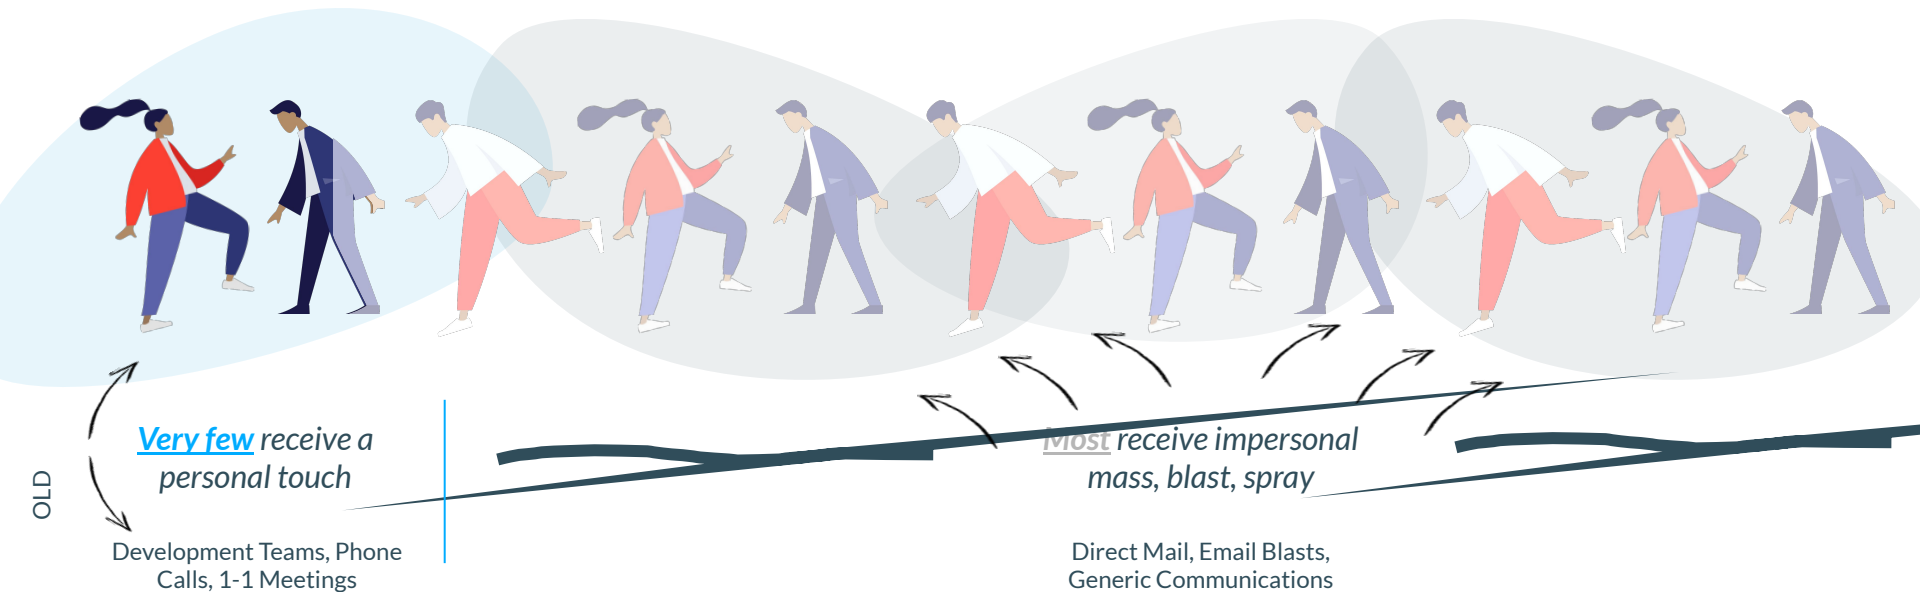 Very few receive a
personal touch
Most receive impersonal
mass, blast, spray
OLD
Development Teams, Phone
Calls, 1-1 Meetings
Direct Mail, Email Blasts,
Generic Communications